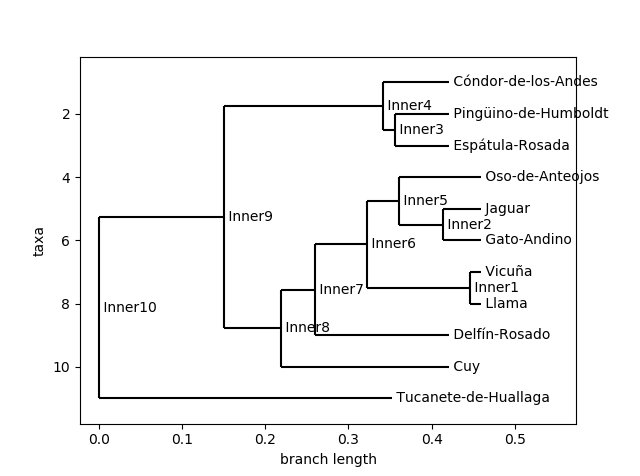 Cóndor-de-los-Andes
Inner4
2
Pingüino-de-Humboldt
Inner3
Espátula-Rosada
4
Oso-de-Anteojos
Inner5
Jaguar
Inner9
Inner2
taxa
6
Inner6
Gato-Andino
Vicuña
Inner7
Inner1
8
Inner10
Llama
Inner8
Delfín-Rosado
10
Cuy
Tucanete-de-Huallaga
0.0 0.1 0.2 0.3 0.4 0.5
branch length